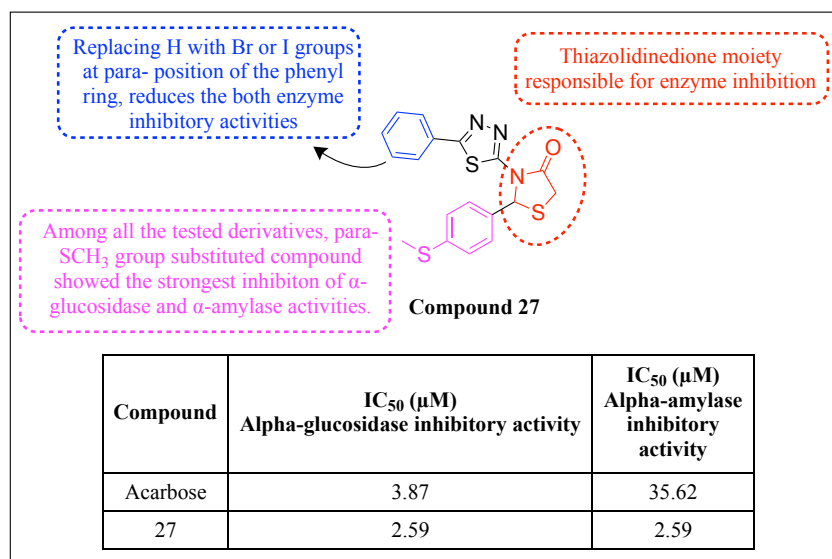 Replacing H with Br or I groups
at para- position of the phenyl
ring, reduces the both enzyme
inhibitory activities
Thiazolidinedione moiety
responsible for enzyme inhibition
N N
S
N
O
S
S
Among all the tested derivatives, para-
SCH₃ group substituted compound
showed the strongest inhibiton of α-
glucosidase and α-amylase activities.
Compound 27
Compound
IC₅₀ (µM)
Alpha-glucosidase inhibitory activity
IC₅₀ (µM)
Alpha-amylase
inhibitory
activity
Acarbose 3.87 35.62
27 2.59 2.59